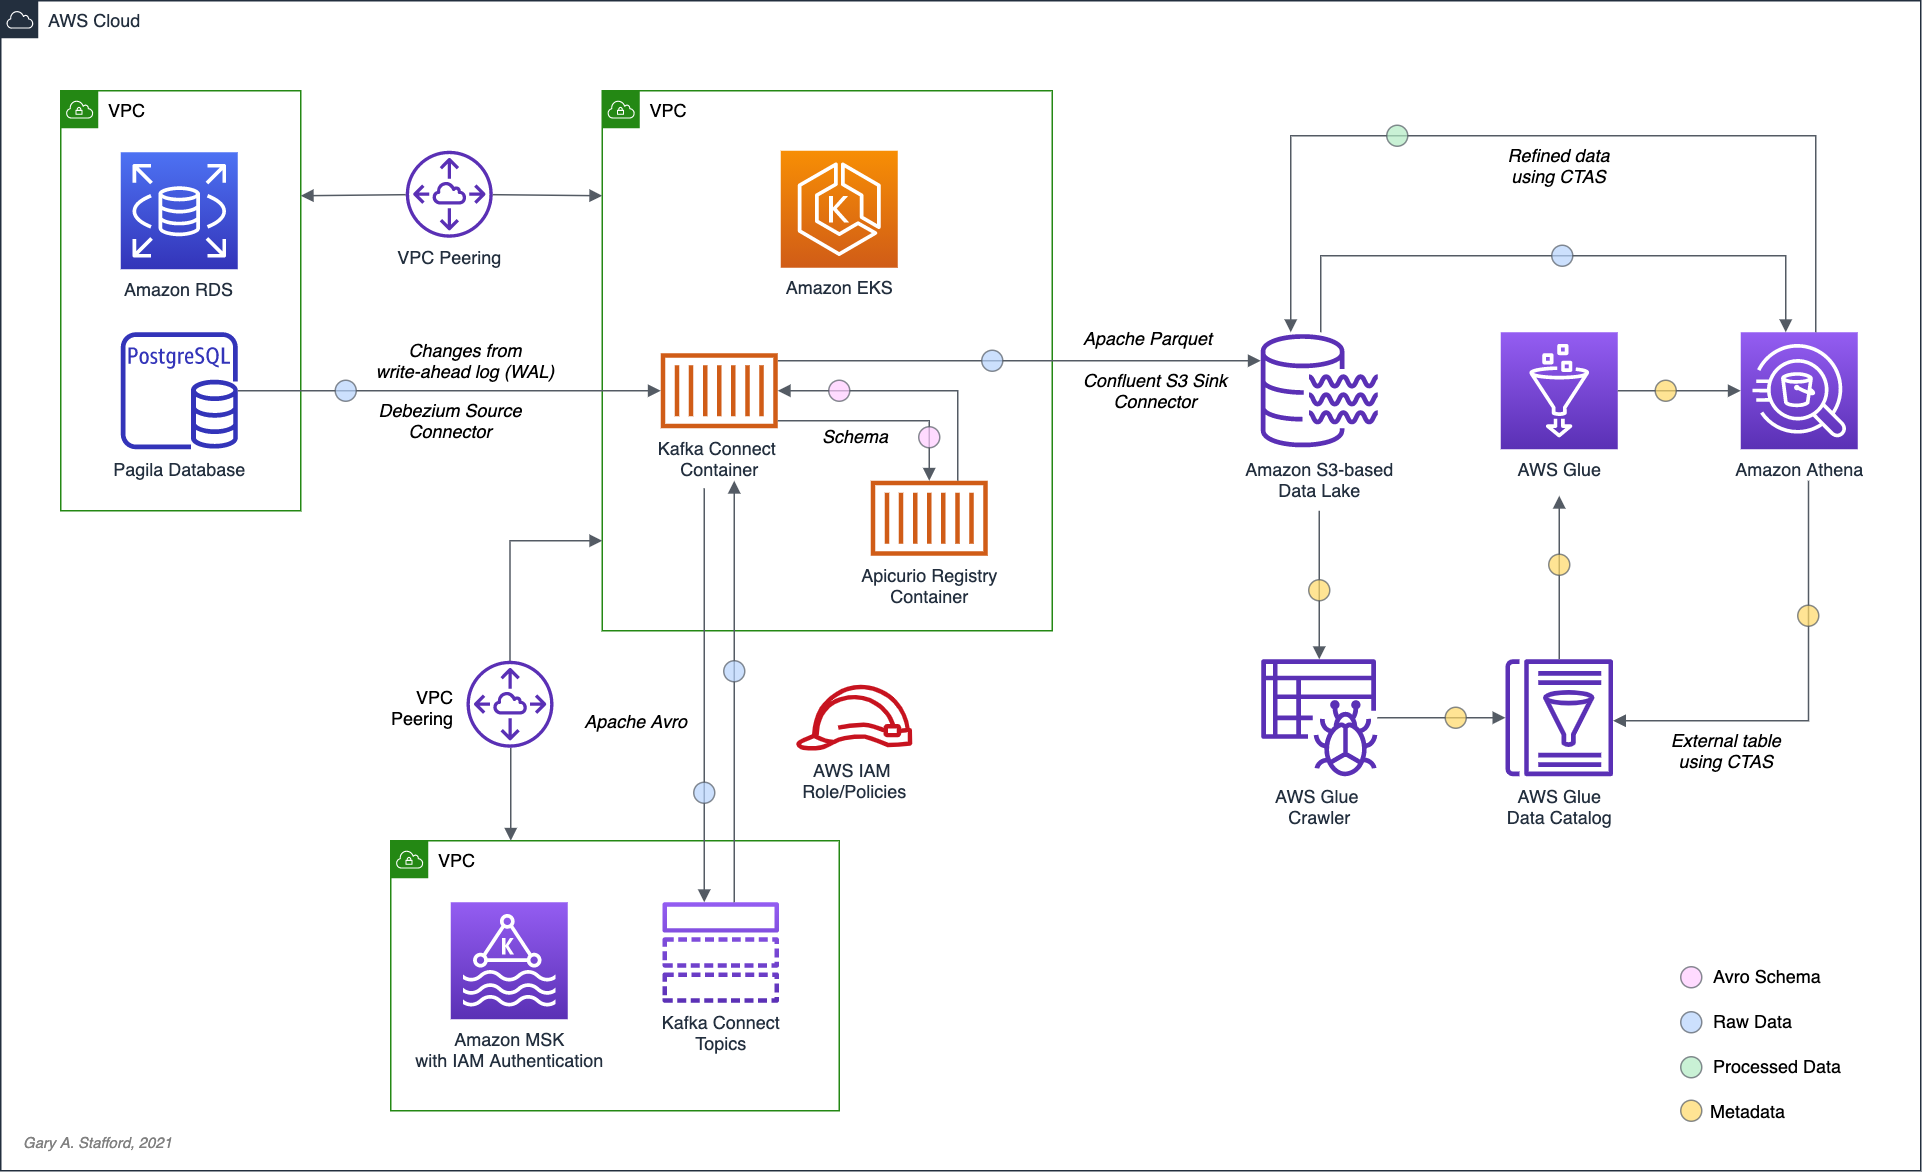 AWS Cloud
VPC
Amazon RDS
PostgreSQL
Pagila Database
VPC Peering
Changes from
write-ahead log (WAL)
Debezium Source
Connector
VPC
K
Amazon EKS
Kafka Connect
Container
Schema
Apicurio Registry
Container
Apache Parquet
Confluent S3 Sink
Connector
Refined data
using CTAS
Amazon S3-based
Data Lake
AWS Glue
Amazon Athena
VPC
Peering
Apache Avro
AWS IAM
Role/Policies
AWS Glue
Crawler
AWS Glue
Data Catalog
External table
using CTAS
VPC
K
Amazon MSK
with IAM Authentication
Kafka Connect
Topics
Avro Schema
Raw Data
Processed Data
Metadata
Gary A. Stafford, 2021